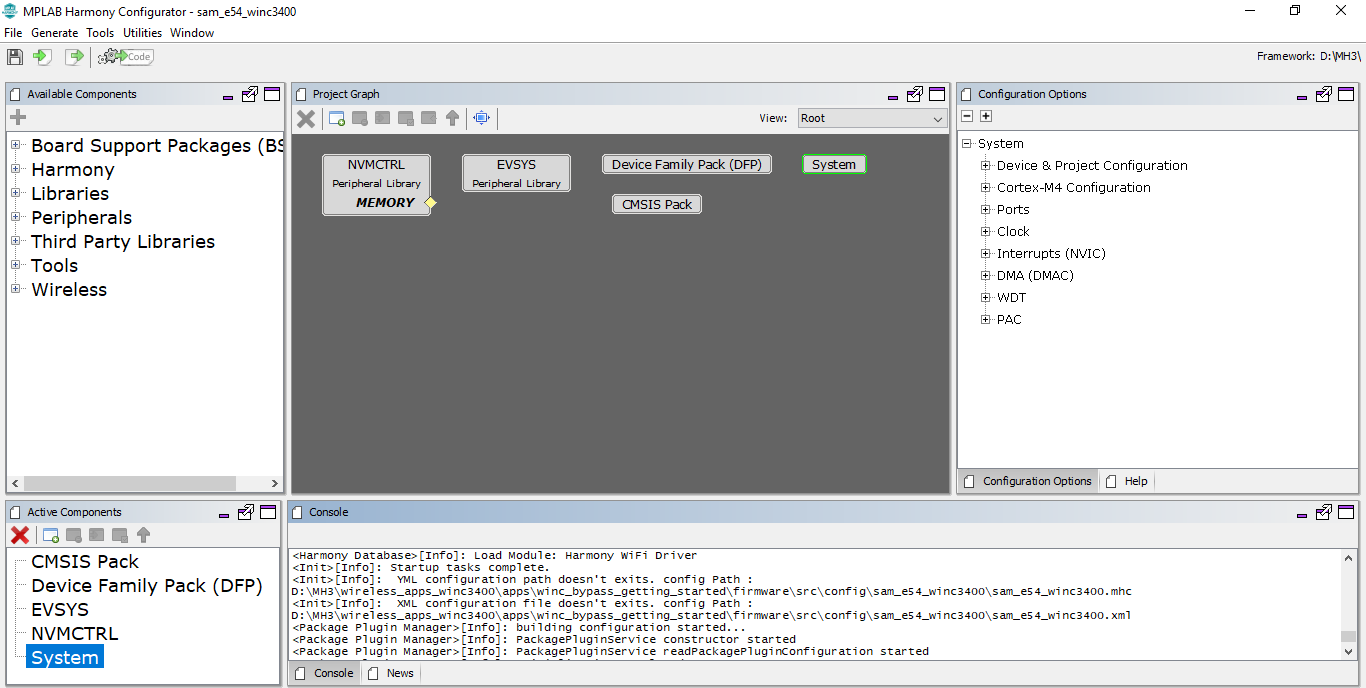 MPLAB Harmony Configurator - sam_e54_winc3400
File Generate Tools Utilities Window
Code
Framework: D:\MH3\
Available Components
Board Support Packages (BS
Harmony
Libraries
Peripherals
Third Party Libraries
Tools
Wireless
Project Graph
View: Root
NVMCTRL
Peripheral Library
MEMORY
EVSYS
Peripheral Library
Device Family Pack (DFP)
System
CMSIS Pack
Configuration Options
System
Device & Project Configuration
Cortex-M4 Configuration
Ports
Clock
Interrupts (NVIC)
DMA (DMAC)
WDT
PAC
Configuration Options Help
Active Components
CMSIS Pack
Device Family Pack (DFP)
EVSYS
NVMCTRL
System
Console
<Harmony Database>[Info]: Load Module: Harmony WiFi Driver
<Init>[Info]: Startup tasks complete.
<Init>[Info]:  YML configuration path doesn't exits. config Path :
D:\MH3\wireless_apps_winc3400\apps\winc_bypass_getting_started\firmware\src\config\sam_e54_winc3400\sam_e54_winc3400.mhc
<Init>[Info]:  XML configuration file doesn't exits. config Path :
D:\MH3\wireless_apps_winc3400\apps\winc_bypass_getting_started\firmware\src\config\sam_e54_winc3400\sam_e54_winc3400.xml
<Package Plugin Manager>[Info]: building configuration started...
<Package Plugin Manager>[Info]: PackagePluginService constructor started
<Package Plugin Manager>[Info]: PackagePluginService readPackagePluginConfiguration started
Console News